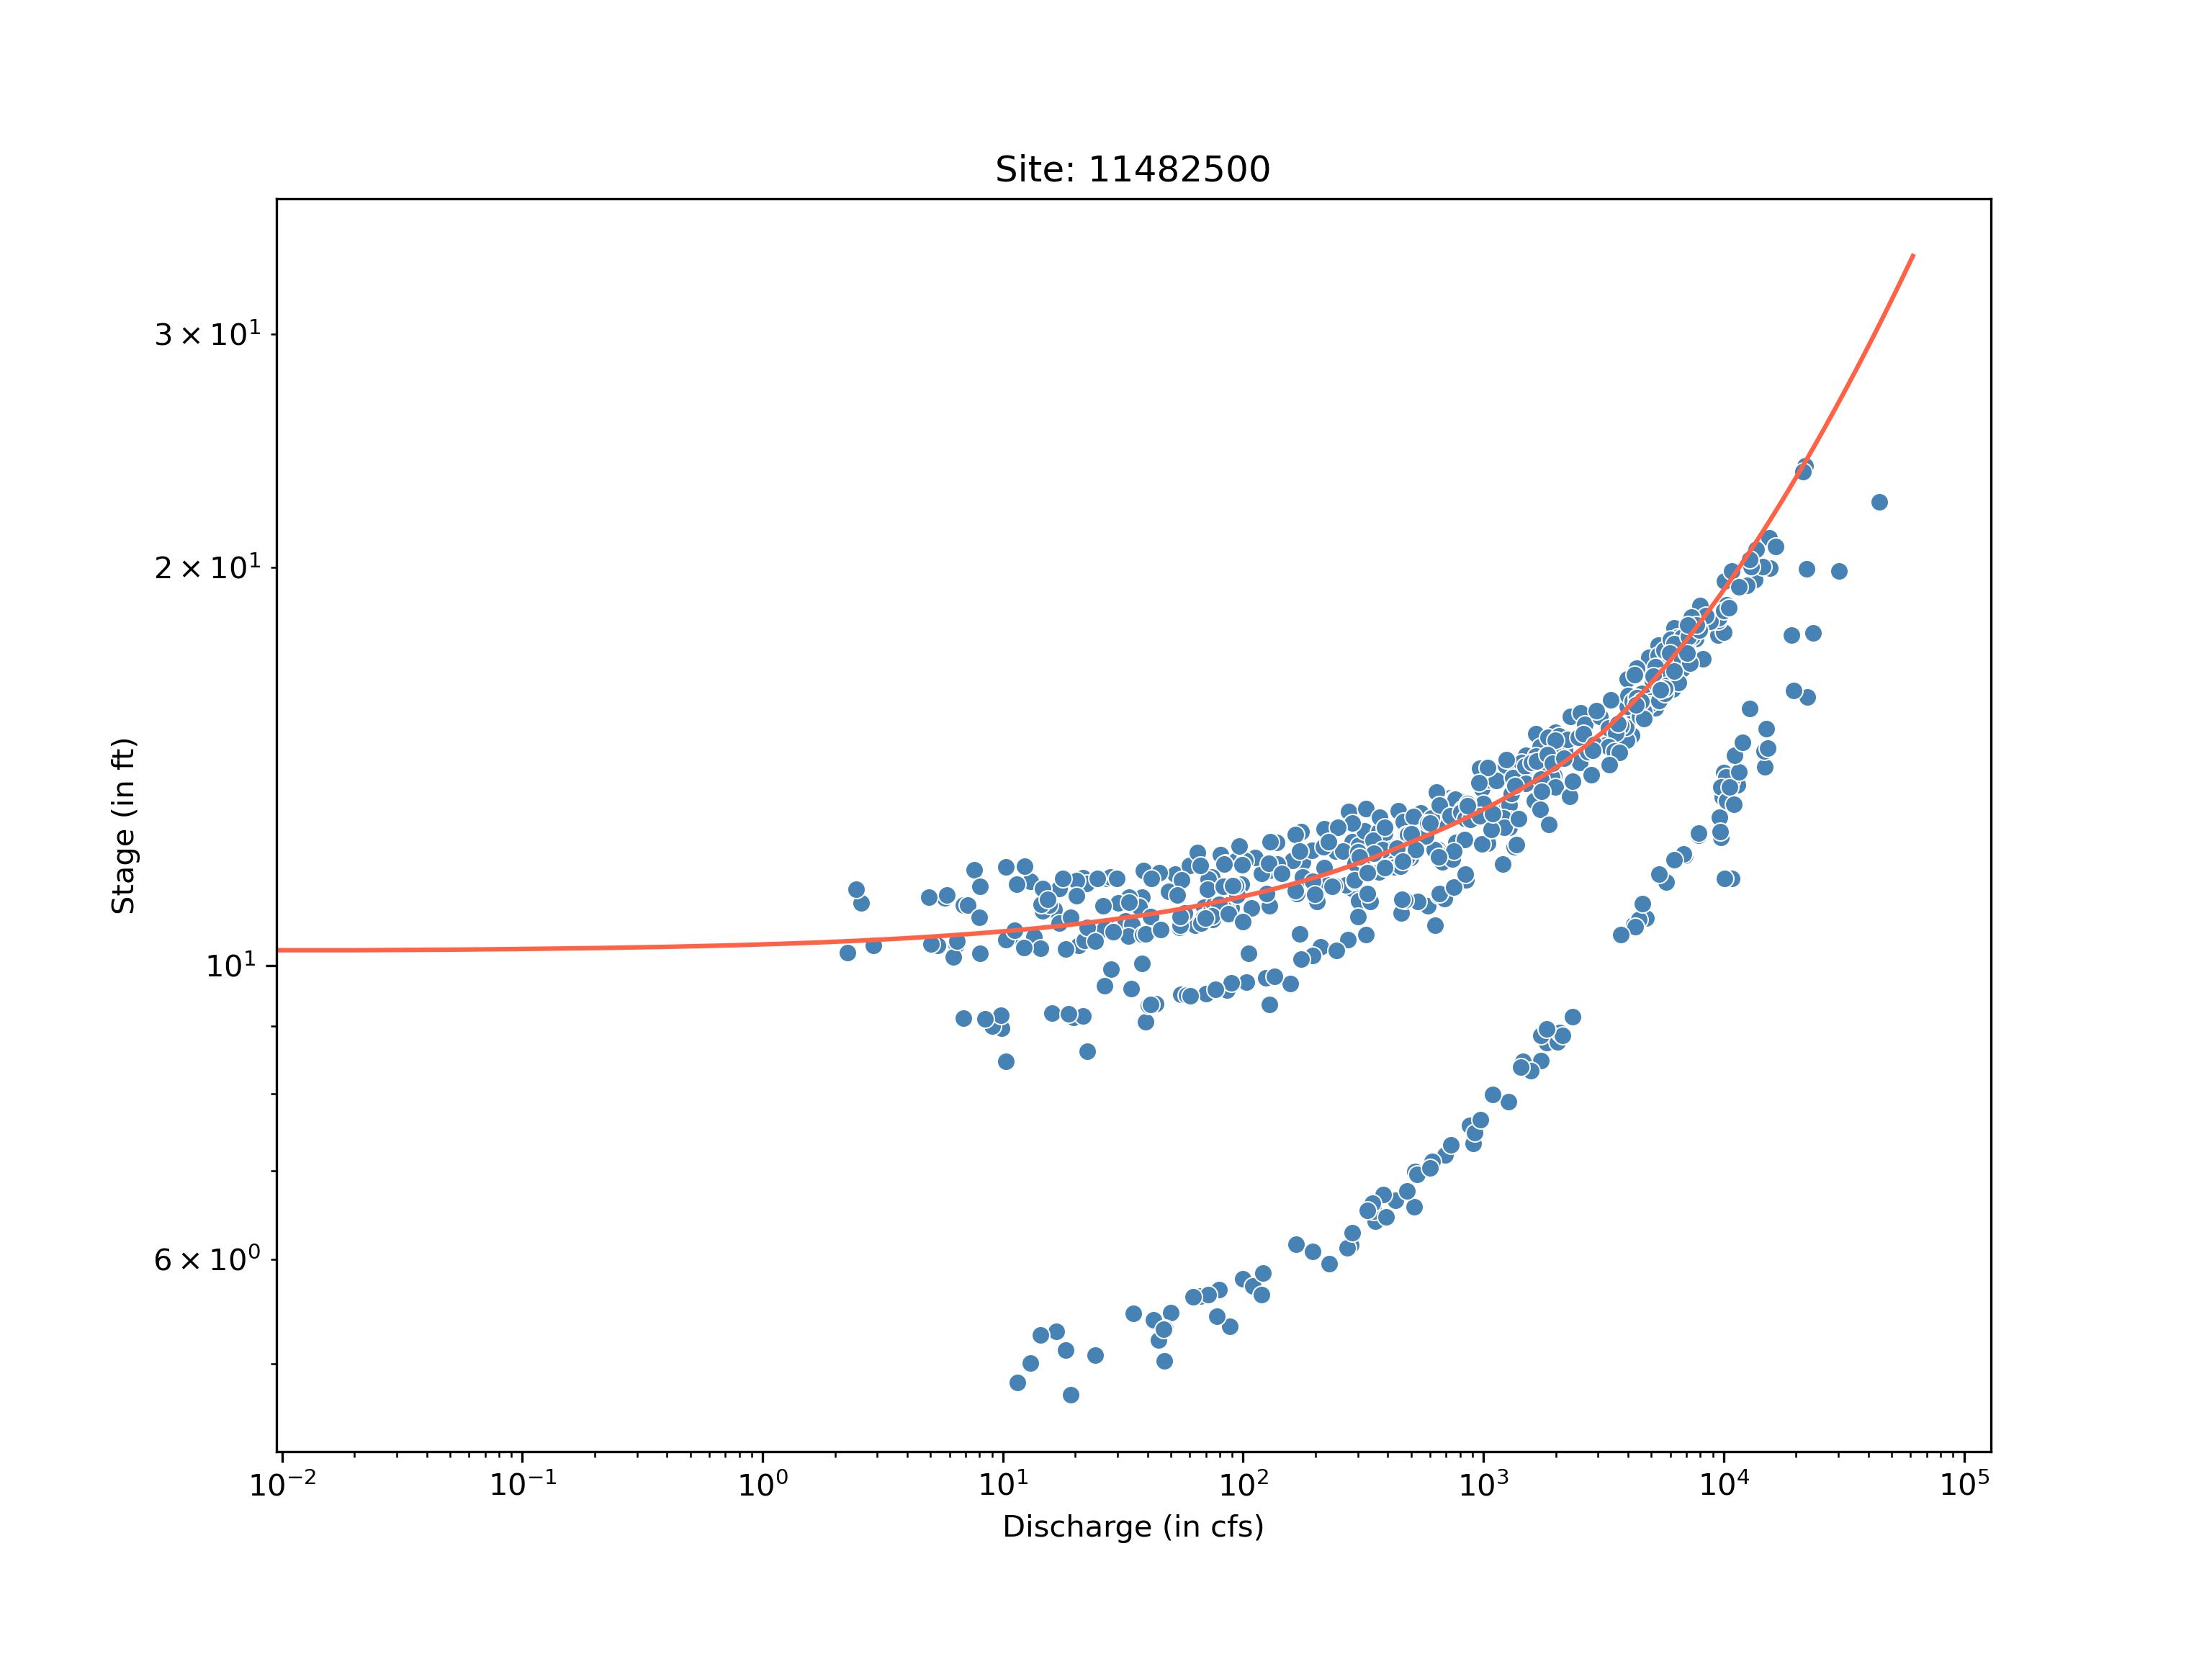 Site: 11482500
Stage (in ft)
3 × 10¹
2 × 10¹
10¹
6 × 10⁰
10⁻² 10⁻¹ 10⁰ 10¹ 10² 10³ 10⁴ 10⁵
Discharge (in cfs)